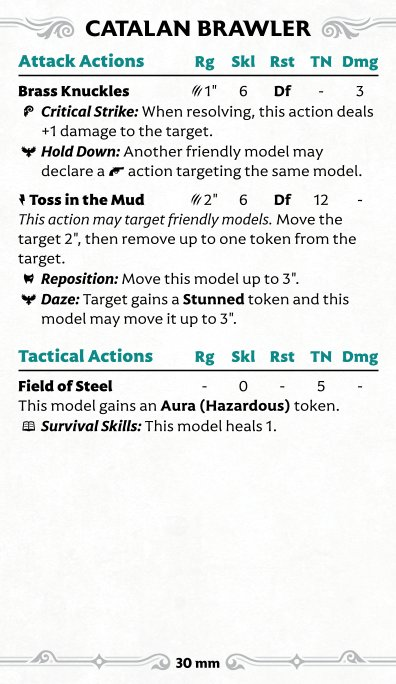 CATALAN BRAWLER
Attack Actions Rg Skl Rst TN Dmg
Brass Knuckles 1" 6 Df - 3
Critical Strike: When resolving, this action deals
+1 damage to the target.
Hold Down: Another friendly model may
declare a action targeting the same model.
Toss in the Mud 2" 6 Df 12 -
This action may target friendly models. Move the
target 2", then remove up to one token from the
target.
Reposition: Move this model up to 3".
Daze: Target gains a Stunned token and this
model may move it up to 3".
Tactical Actions Rg Skl Rst TN Dmg
Field of Steel - 0 - 5 -
This model gains an Aura (Hazardous) token.
Survival Skills: This model heals 1.
30 mm